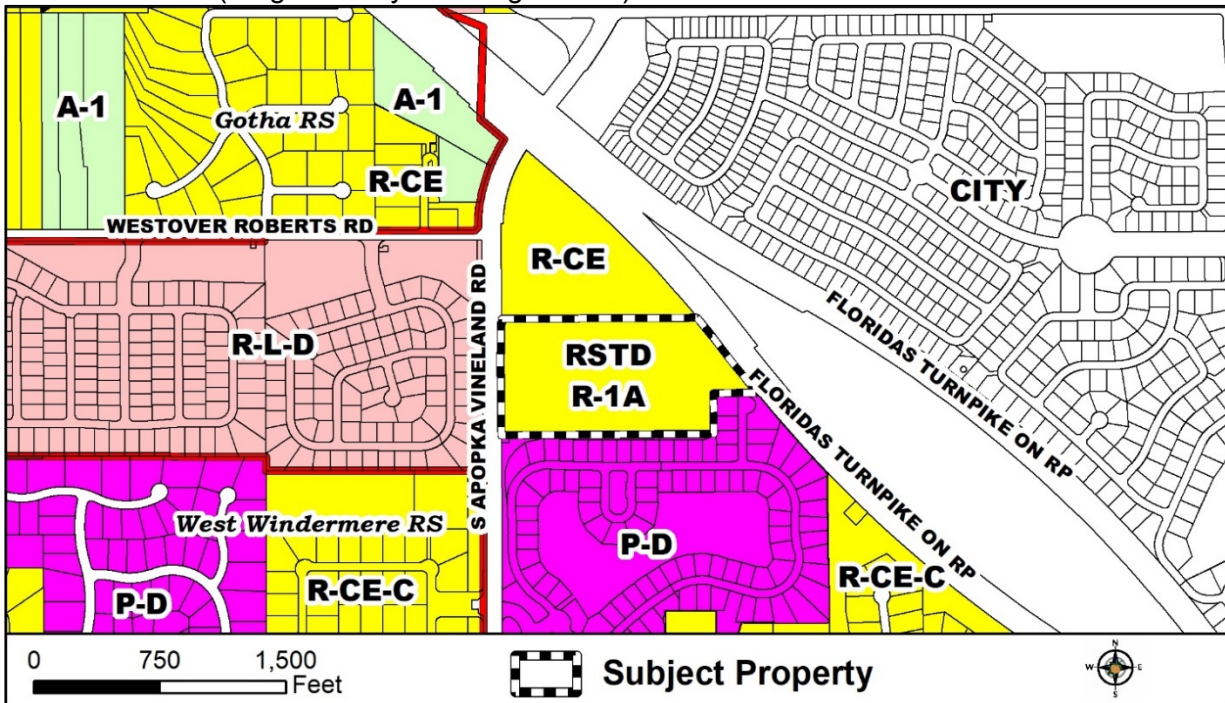 A-1
Gotha RS
A-1
R-CE
WESTOVER ROBERTS RD
CITY
R-CE
S APOPKA VINELAND RD
R-L-D
RSTD
R-1A
FLORIDAS TURNPIKE ON RP
FLORIDAS TURNPIKE ON RP
West Windermere RS
P-D
R-CE-C
P-D
R-CE-C
0 750 1,500
Feet
Subject Property
N
W E
S